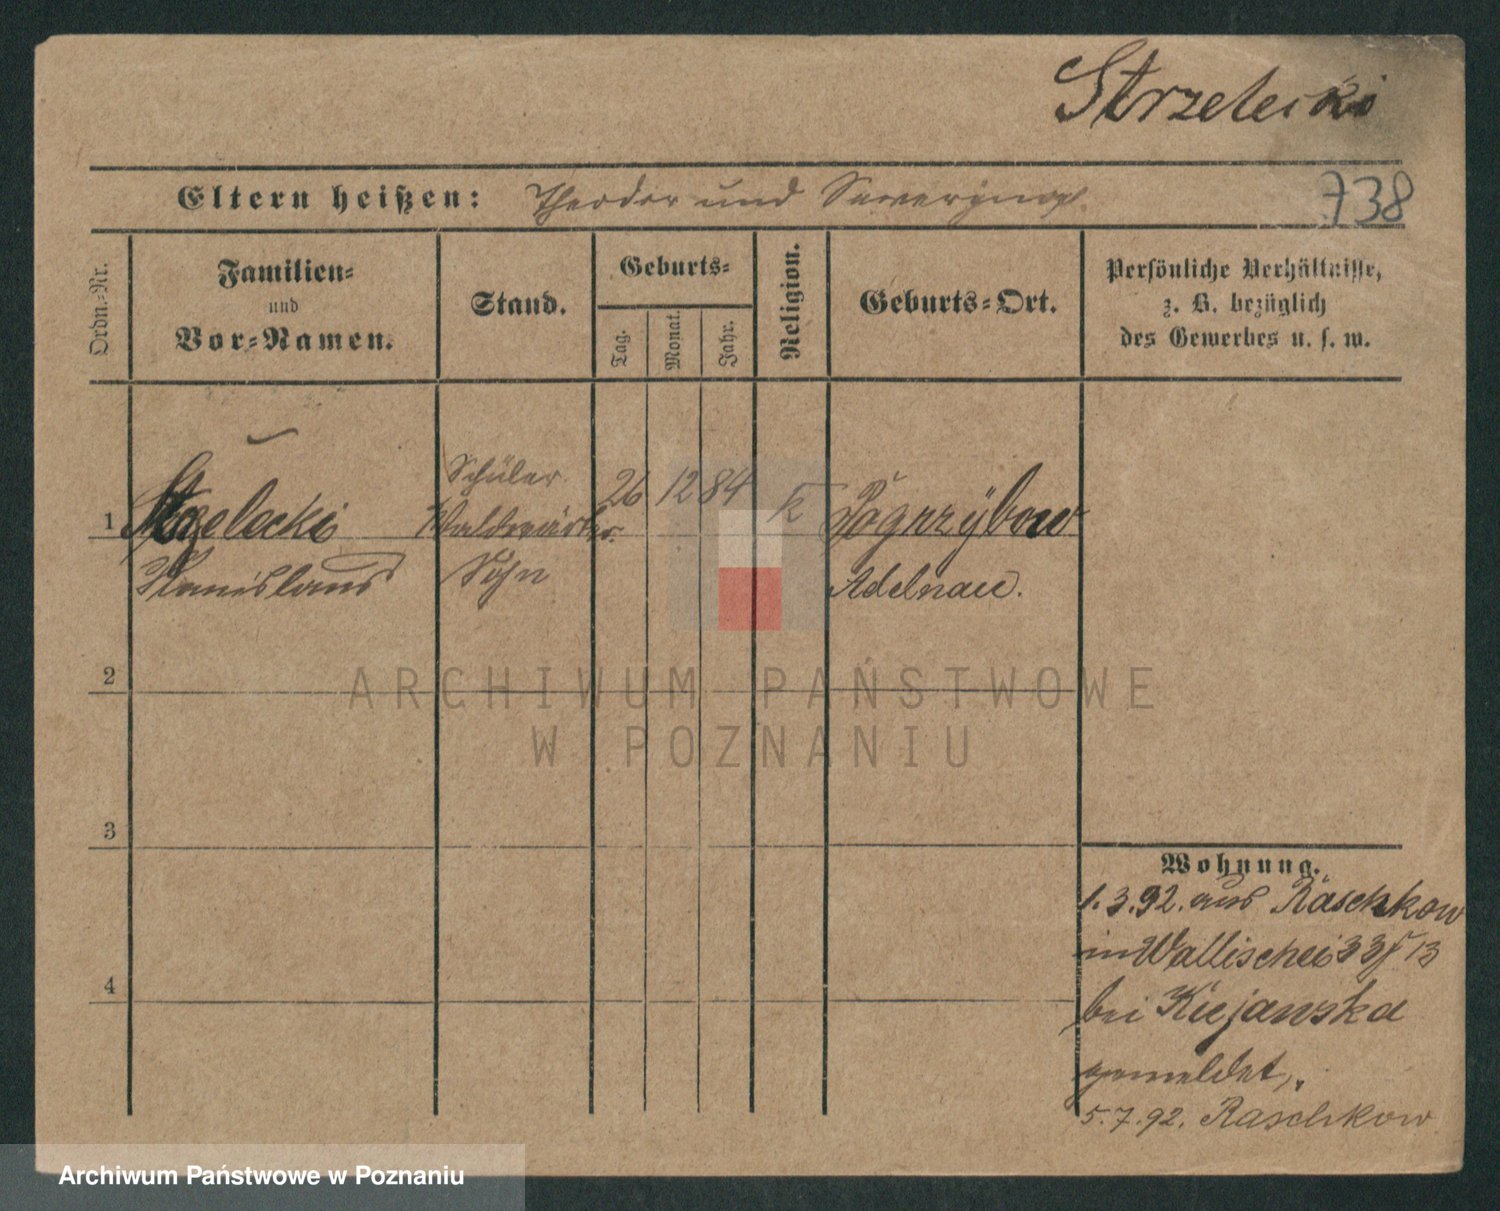 Strzelecki
Eltern heißen: Theodor und
738
Ordn.-Nr.
Familien-
und
Vor-Namen.
Stand.
Geburts-
Tag.
Monat.
Jahr.
Religion.
Geburts-Ort.
Persönliche Verhältnisse,
z. B. bezüglich
des Gewerbes u. s. w.
1
Strzelecki
Stanislaus
Schüler
Waldwärter
Sohn
26
12
84
k
Pogrzybow
Adelnau.
2
3
4
ARCHIWUM PAŃSTWOWE
W POZNANIU
Wohnung.
1.3.92. aus Raschkow
in Wallischei 33 13
bei Kujawska
gemeldet,
5.7.92. Raschkow
Archiwum Państwowe w Poznaniu